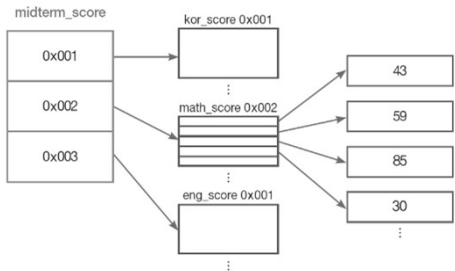 midterm_score
0x001
0x002
0x003
kor_score 0x001
math_score 0x002
eng_score 0x001
43
59
85
30